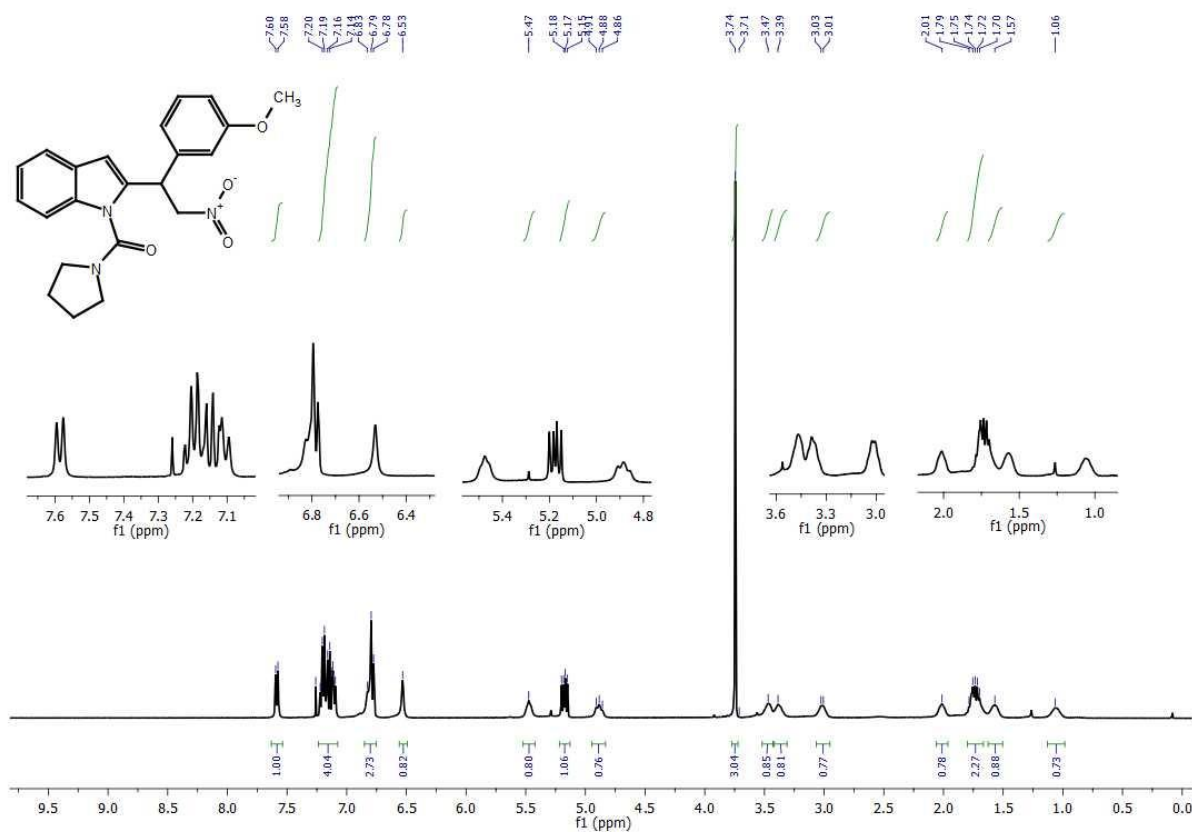 7.60 7.58 7.20 7.19 7.16 7.14 6.83 6.79 6.78 6.53 5.47 5.18 5.17 5.15 4.91 4.88 4.86 3.74 3.71 3.47 3.39 3.03 3.01 2.01 1.79 1.75 1.74 1.72 1.70 1.57 1.06
CH3
O
O-
N+
O
N
O
N
7.6 7.5 7.4 7.3 7.2 7.1
f1 (ppm)
6.8 6.6 6.4
f1 (ppm)
5.4 5.2 5.0 4.8
f1 (ppm)
3.6 3.3 3.0
f1 (ppm)
2.0 1.5 1.0
f1 (ppm)
1.00 4.04 2.73 0.82 0.80 1.06 0.76 3.04 0.85 0.81 0.77 0.78 2.27 0.88 0.73
9.5 9.0 8.5 8.0 7.5 7.0 6.5 6.0 5.5 5.0 4.5 4.0 3.5 3.0 2.5 2.0 1.5 1.0 0.5 0.0
f1 (ppm)